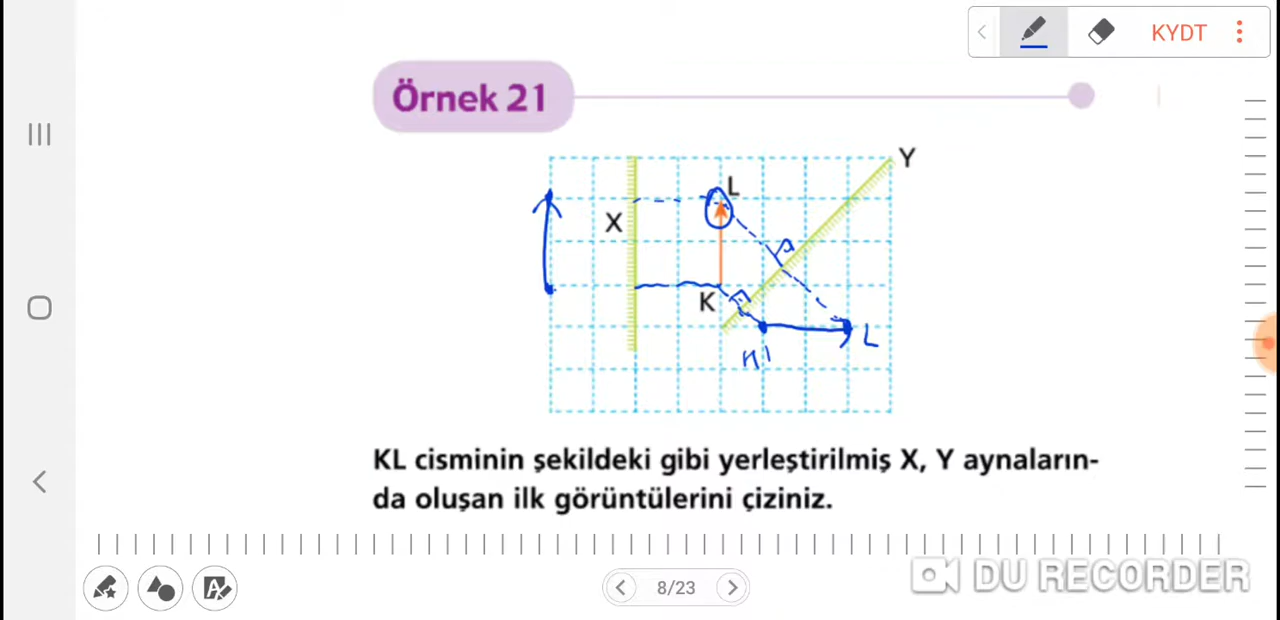 KYDT
Örnek 21
Y
L
X
K
L
KL cisminin şekildeki gibi yerleştirilmiş X, Y aynaların-
da oluşan ilk görüntülerini çiziniz.
8/23
DU RECORDER